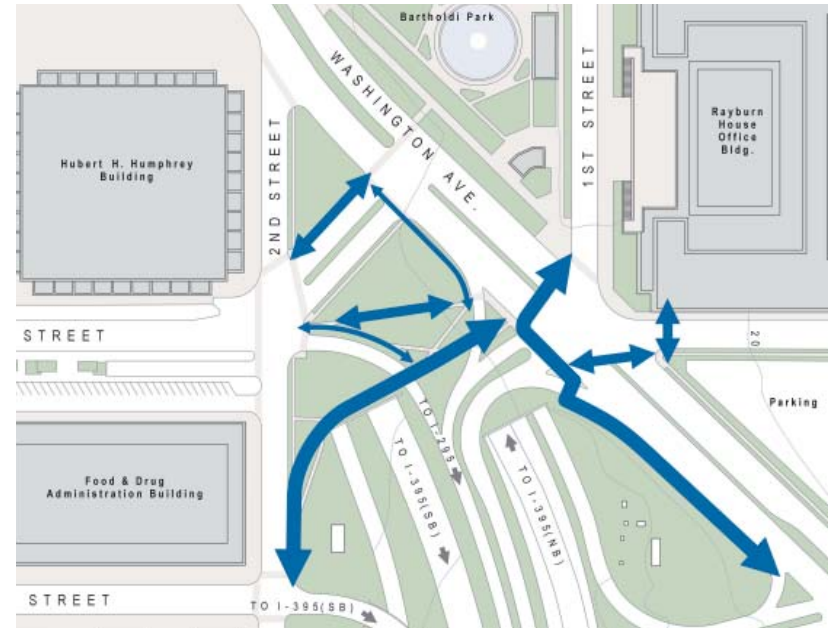 Bartholdi Park
WASHINGTON AVE.
1ST STREET
Rayburn
House
Office
Bldg.
Hubert H. Humphrey
Building
2ND STREET
STREET
20
Parking
TO I-295
TO I-395(SB)
TO I-395(NB)
Food & Drug
Administration Building
STREET
TO I-395(SB)